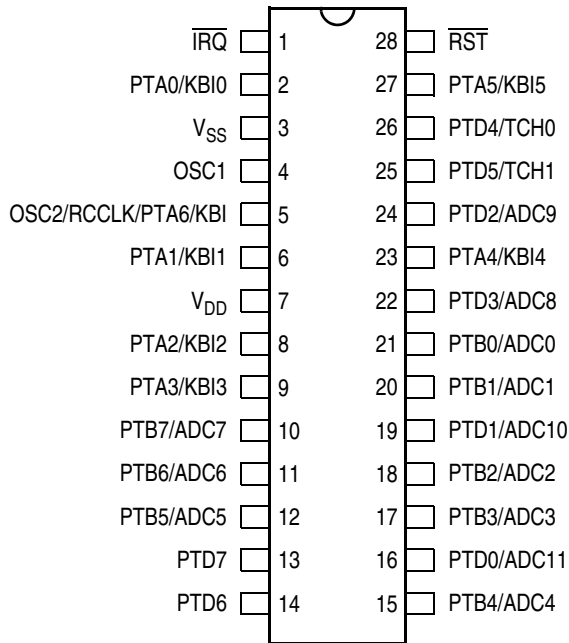 IRQ 1 28 RST
PTA0/KBI0 2 27 PTA5/KBI5
VSS 3 26 PTD4/TCH0
OSC1 4 25 PTD5/TCH1
OSC2/RCCLK/PTA6/KBI 5 24 PTD2/ADC9
PTA1/KBI1 6 23 PTA4/KBI4
VDD 7 22 PTD3/ADC8
PTA2/KBI2 8 21 PTB0/ADC0
PTA3/KBI3 9 20 PTB1/ADC1
PTB7/ADC7 10 19 PTD1/ADC10
PTB6/ADC6 11 18 PTB2/ADC2
PTB5/ADC5 12 17 PTB3/ADC3
PTD7 13 16 PTD0/ADC11
PTD6 14 15 PTB4/ADC4